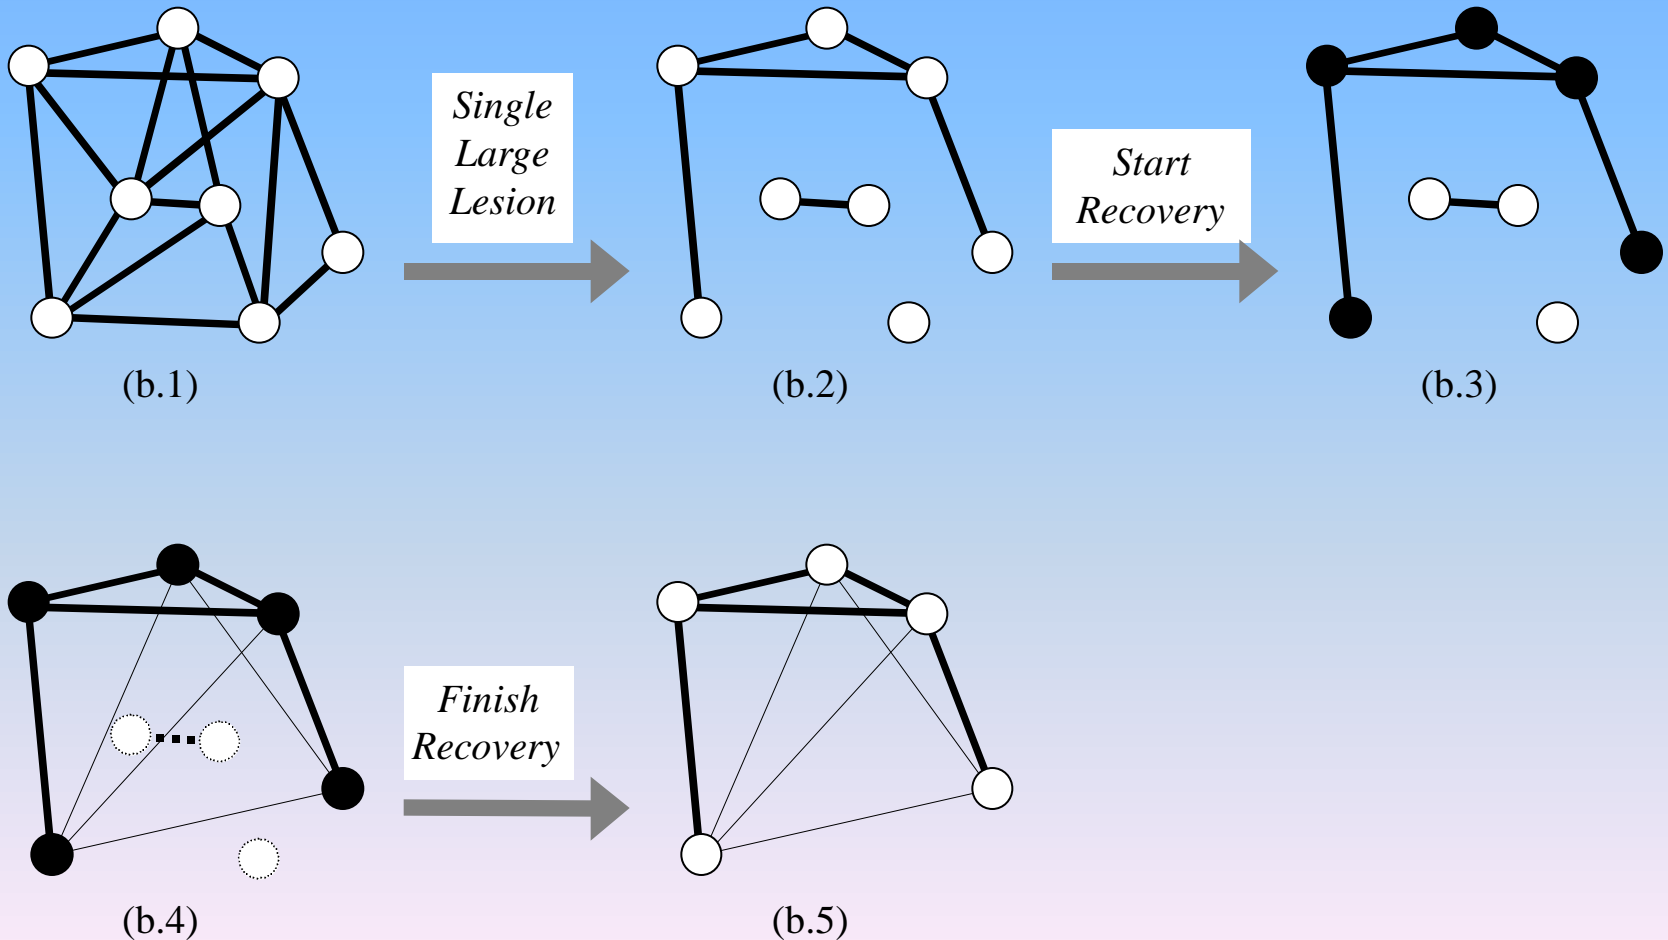 Single
Large
Lesion
Start
Recovery
(b.1)
(b.2)
(b.3)
Finish
Recovery
(b.4)
(b.5)